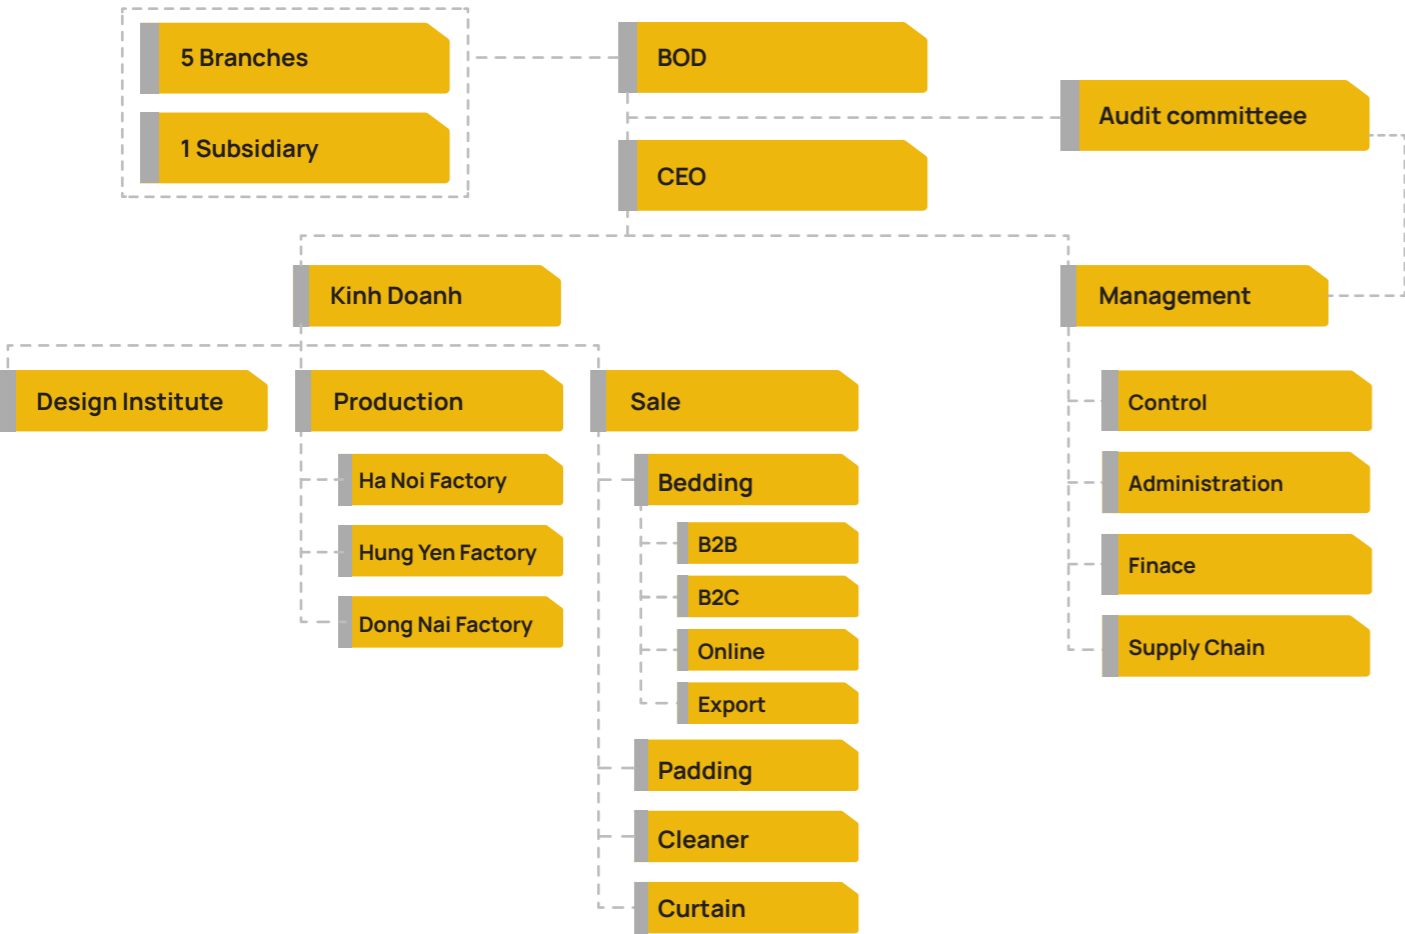 5 Branches
1 Subsidiary
BOD
CEO
Audit committeee
Kinh Doanh
Management
Design Institute
Production
Ha Noi Factory
Hung Yen Factory
Dong Nai Factory
Sale
Bedding
B2B
B2C
Online
Export
Padding
Cleaner
Curtain
Control
Administration
Finace
Supply Chain